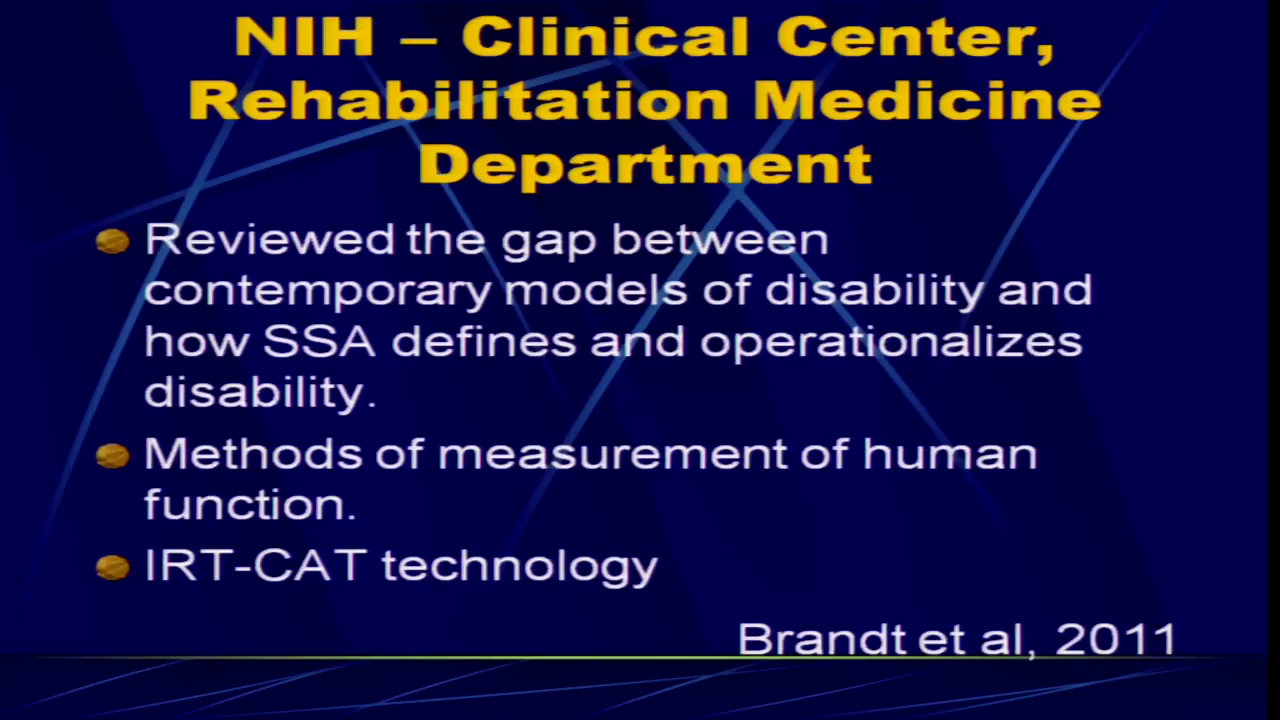 NIH – Clinical Center,
Rehabilitation Medicine
Department
Reviewed the gap between
contemporary models of disability and
how SSA defines and operationalizes
disability.
Methods of measurement of human
function.
IRT-CAT technology
Brandt et al, 2011